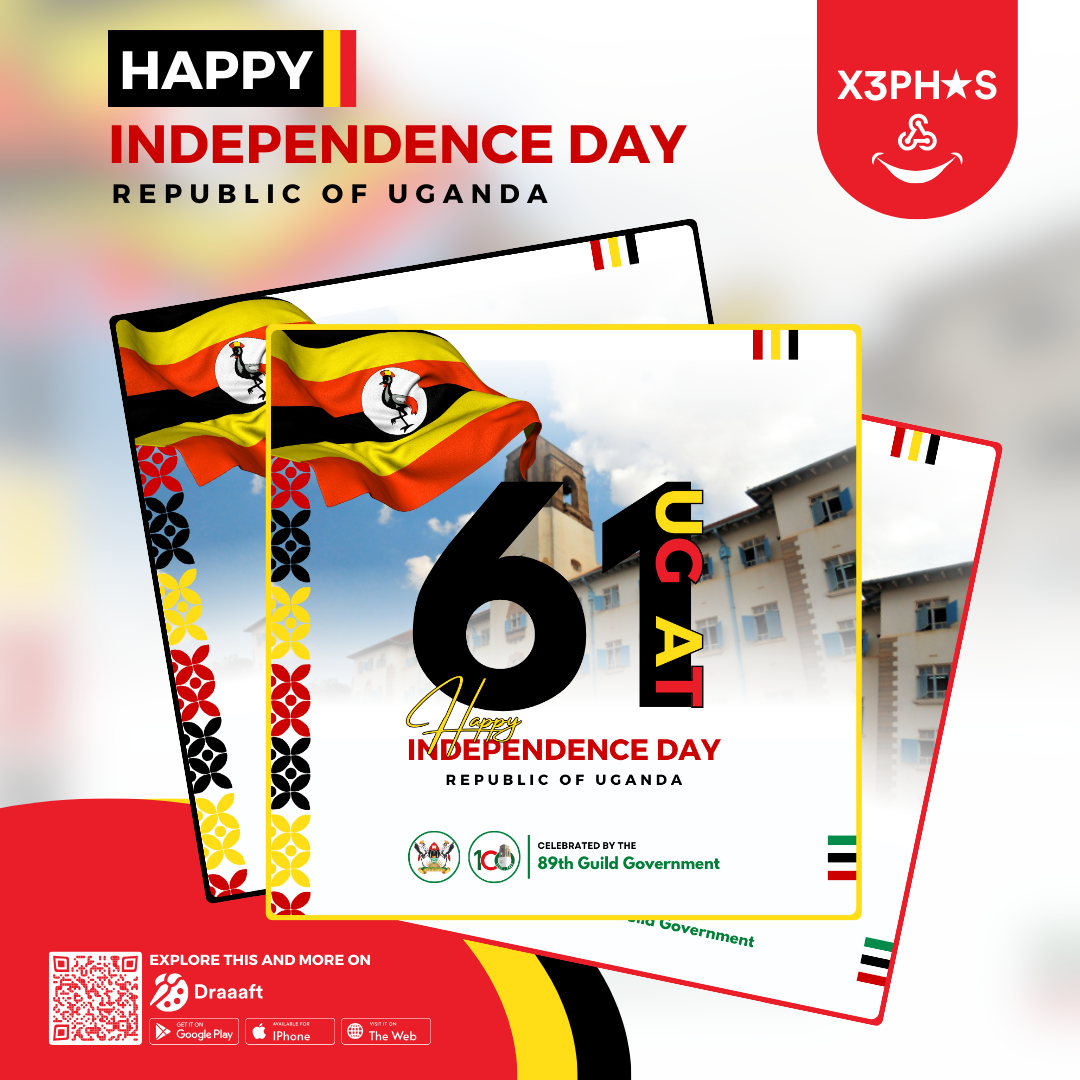 HAPPY
INDEPENDENCE DAY
REPUBLIC OF UGANDA
X3PH★S
61
UG AT
Happy
INDEPENDENCE DAY
REPUBLIC OF UGANDA
100
CELEBRATED BY THE
89th Guild Government
Guild Government
EXPLORE THIS AND MORE ON
Draaaft
GET IT ON
Google Play
AVAILABLE FOR
IPhone
VISIT IT ON
The Web